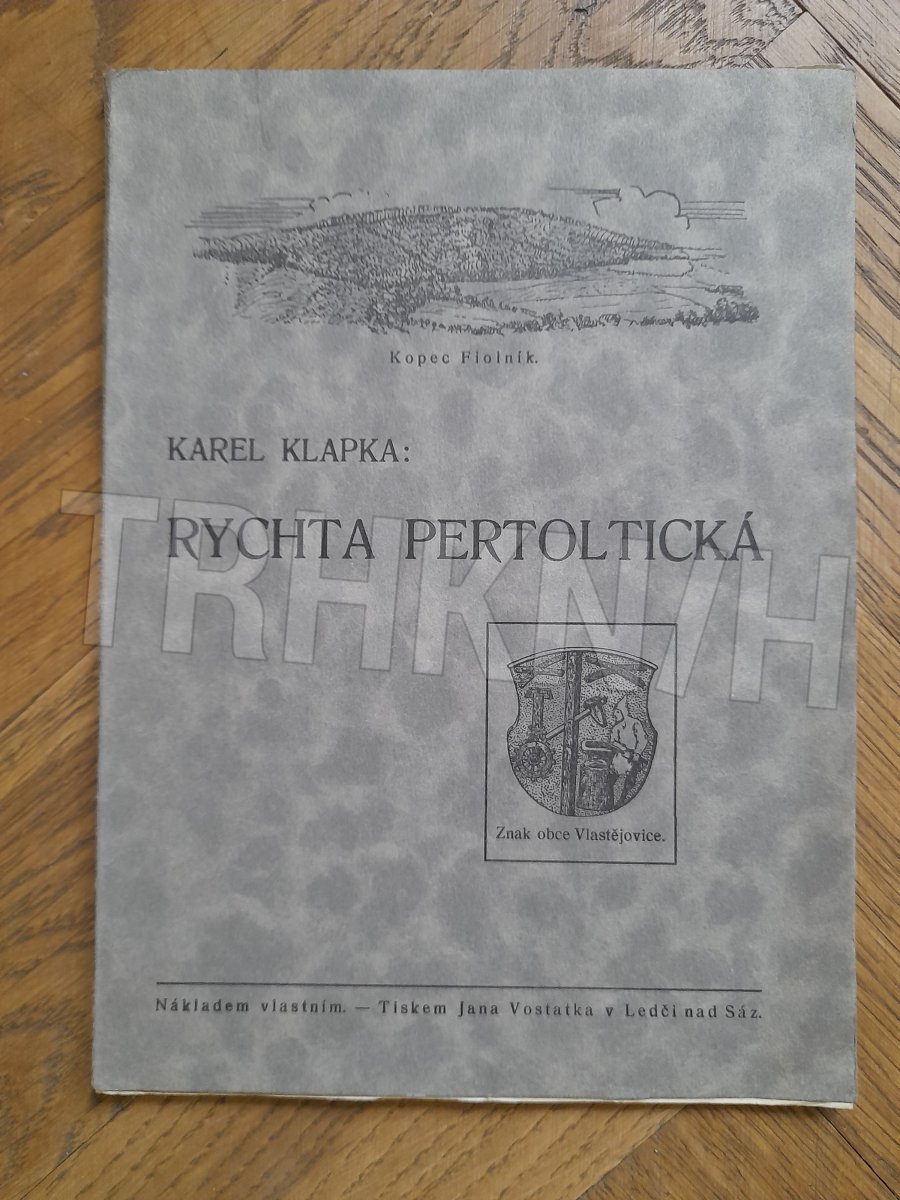 Kopec Fiolník.
KAREL KLAPKA:
RYCHTA PERTOLTICKÁ
TRHKNIH
Znak obce Vlastějovice.
Nákladem vlastním. — Tiskem Jana Vostatka v Ledči nad Sáz.